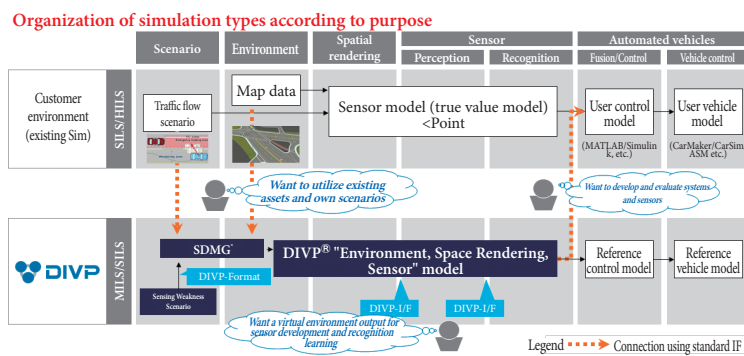 Organization of simulation types according to purpose
Scenario
Environment
Spatial
rendering
Sensor
Perception
Recognition
Automated vehicles
Fusion/Control
Vehicle control
Customer
environment
(existing Sim)
SILS/HILS
Traffic flow
scenario
Map data
Sensor model (true value model)
<Point
User control
model
(MATLAB/Simulin
k, etc.)
User vehicle
model
(CarMaker/CarSim
ASM etc.)
Want to utilize existing
assets and own scenarios
Want to develop and evaluate systems
and sensors
DIVP
MILS/SILS
SDMG*
DIVP-Format
Sensing Weakness
Scenario
DIVP® "Environment, Space Rendering,
Sensor" model
DIVP-I/F
DIVP-I/F
Reference
control model
Reference
vehicle model
Want a virtual environment output for
sensor development and recognition
learning
Legend
Connection using standard IF